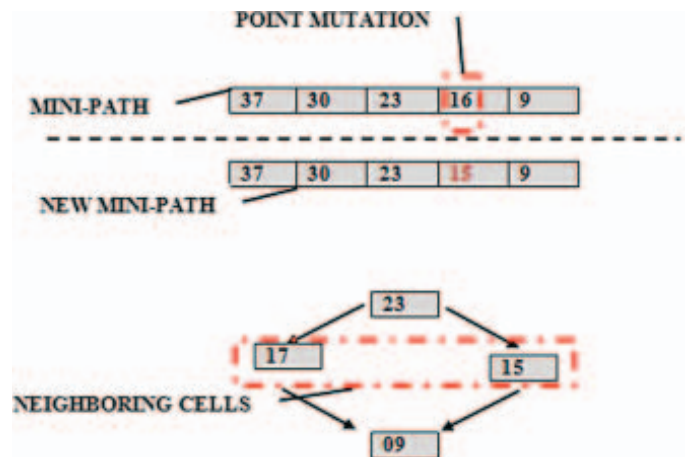 POINT MUTATION
MINI-PATH
37 30 23 16 9
37 30 23 15 9
NEW MINI-PATH
23
17
15
NEIGHBORING CELLS
09